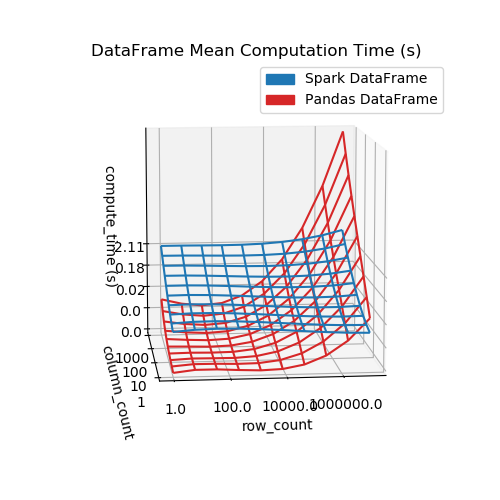 DataFrame Mean Computation Time (s)
Spark DataFrame
Pandas DataFrame
compute_time (s)
2.11
0.18
0.02
0.0
0.0
1000
100
10
1
column_count
1.0
100.0
10000.0
1000000.0
row_count